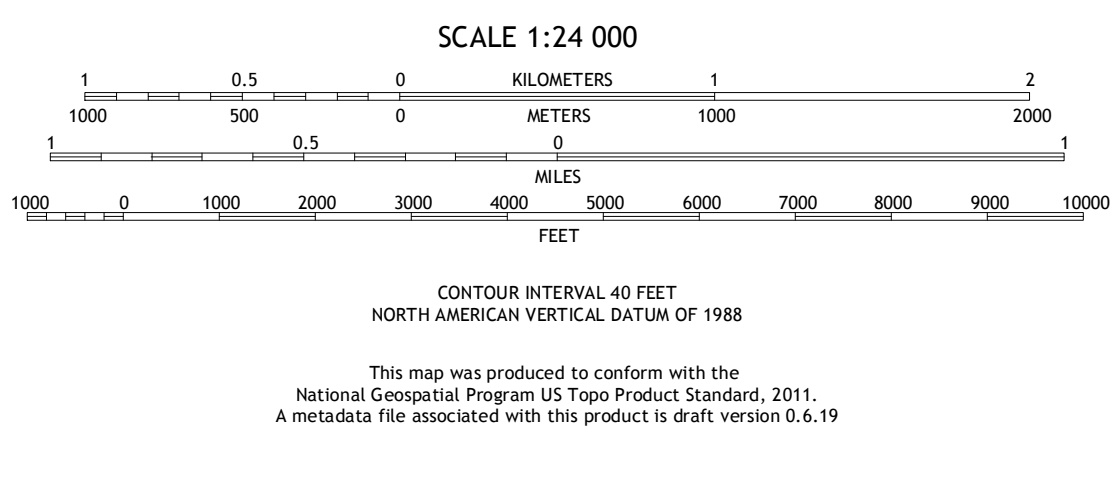 SCALE 1:24 000
1 0.5 0 KILOMETERS 1 2
1000 500 0 METERS 1000 2000
1 0.5 0 1
MILES
1000 0 1000 2000 3000 4000 5000 6000 7000 8000 9000 10000
FEET
CONTOUR INTERVAL 40 FEET
NORTH AMERICAN VERTICAL DATUM OF 1988
This map was produced to conform with the
National Geospatial Program US Topo Product Standard, 2011.
A metadata file associated with this product is draft version 0.6.19